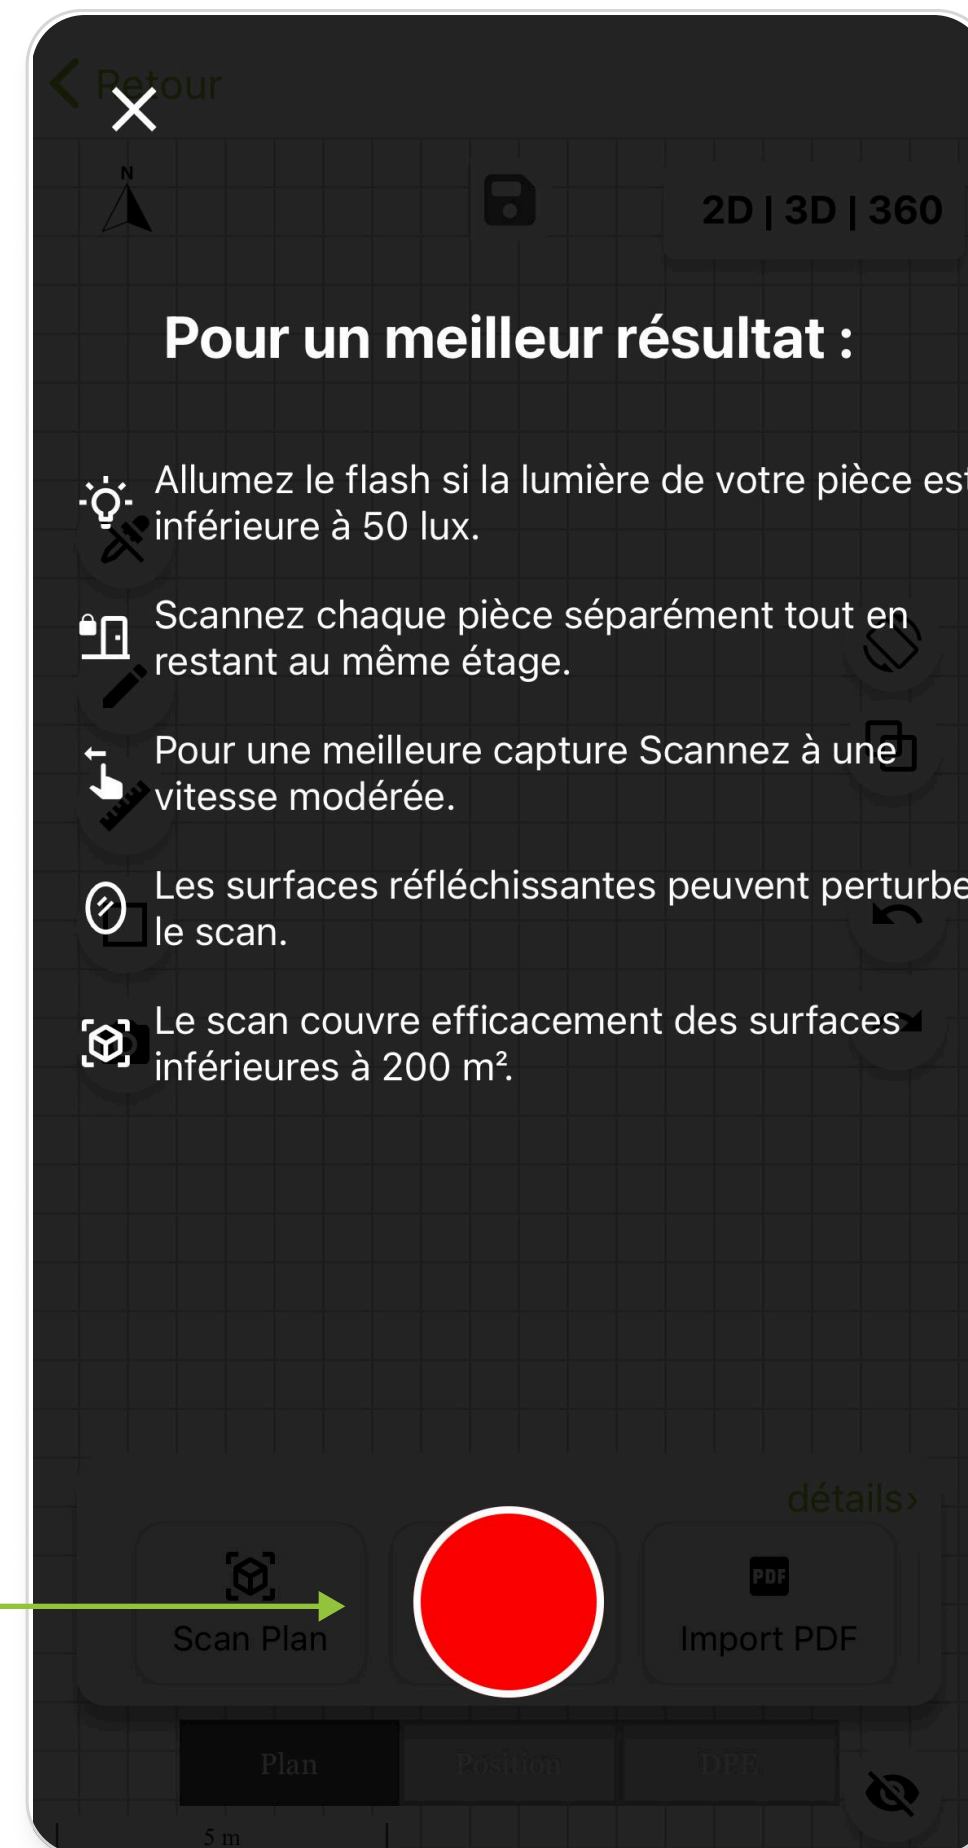 Retour
N
2D | 3D | 360
Pour un meilleur résultat :
Allumez le flash si la lumière de votre pièce est
inférieure à 50 lux.
Scannez chaque pièce séparément tout en
restant au même étage.
Pour une meilleure capture Scannez à une
vitesse modérée.
Les surfaces réfléchissantes peuvent perturbe
le scan.
Le scan couvre efficacement des surfaces
inférieures à 200 m².
détails›
PDF
Scan Plan
Import PDF
Plan
Position
DPE
5 m